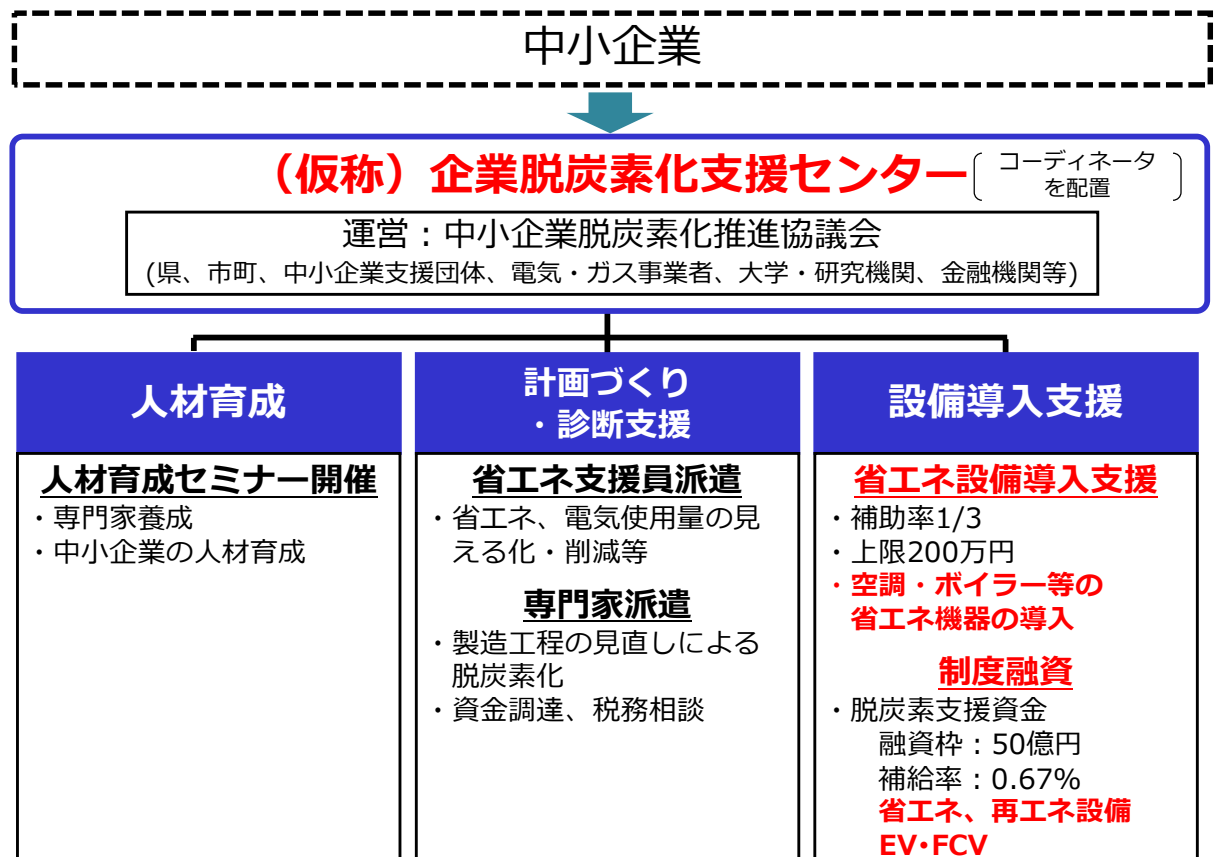 中小企業
（仮称）企業脱炭素化支援センター
コーディネータ
を配置
運営：中小企業脱炭素化推進協議会
(県、市町、中小企業支援団体、電気・ガス事業者、大学・研究機関、金融機関等)
人材育成
人材育成セミナー開催
・専門家養成
・中小企業の人材育成
計画づくり
・診断支援
省エネ支援員派遣
・省エネ、電気使用量の見
える化・削減等
専門家派遣
・製造工程の見直しによる
脱炭素化
・資金調達、税務相談
設備導入支援
省エネ設備導入支援
・補助率1/3
・上限200万円
・空調・ボイラー等の
省エネ機器の導入
制度融資
・脱炭素支援資金
融資枠：50億円
補給率：0.67%
省エネ、再エネ設備
EV・FCV